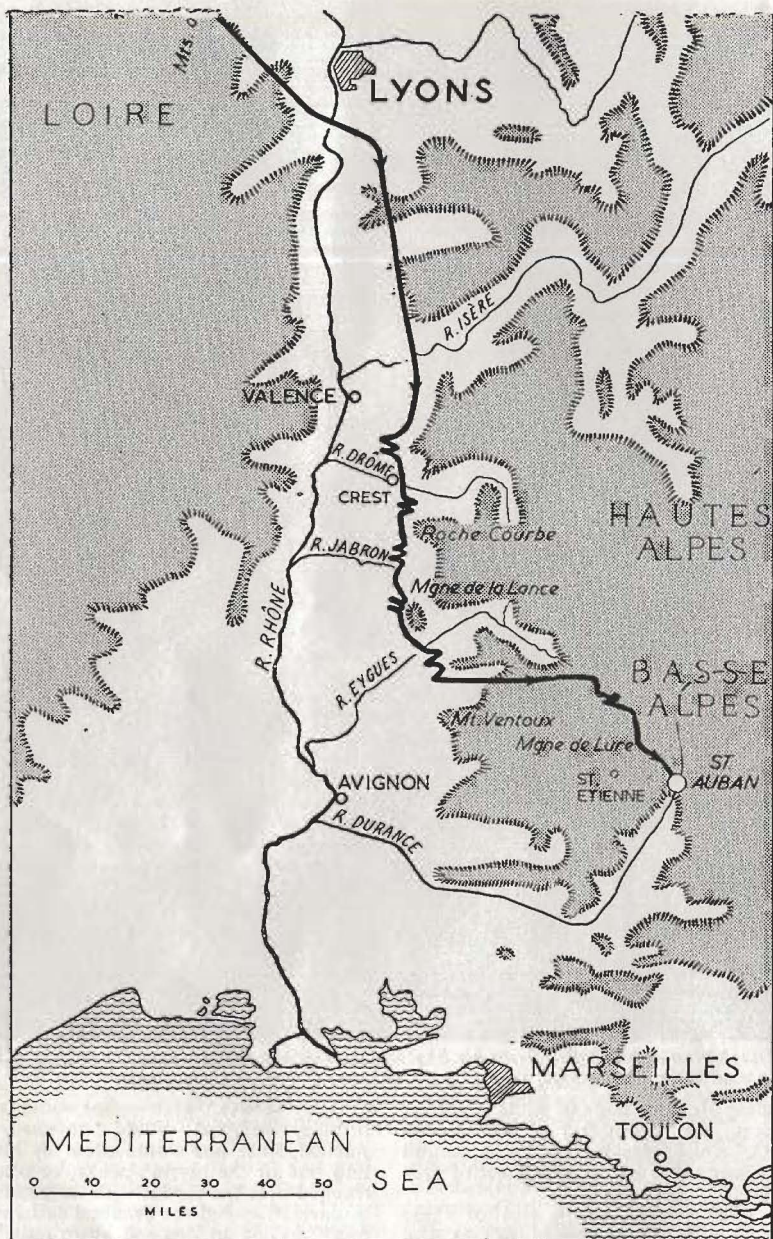 Mts. o
LYONS
LOIRE
R. ISÈRE
VALENCE
R. DRÔME
CREST
Roche Courbe
HAUTES
ALPES
R. JABRON
Mgne de la Lance
R. RHÔNE
R. EYGUES
BASSE
ALPES
Mt. Ventoux
Mgne de Lure
ST
AUBAN
ST.
ETIENNE
AVIGNON
R. DURANCE
MARSEILLES
TOULON
MEDITERRANEAN
SEA
0 10 20 30 40 50
MILES